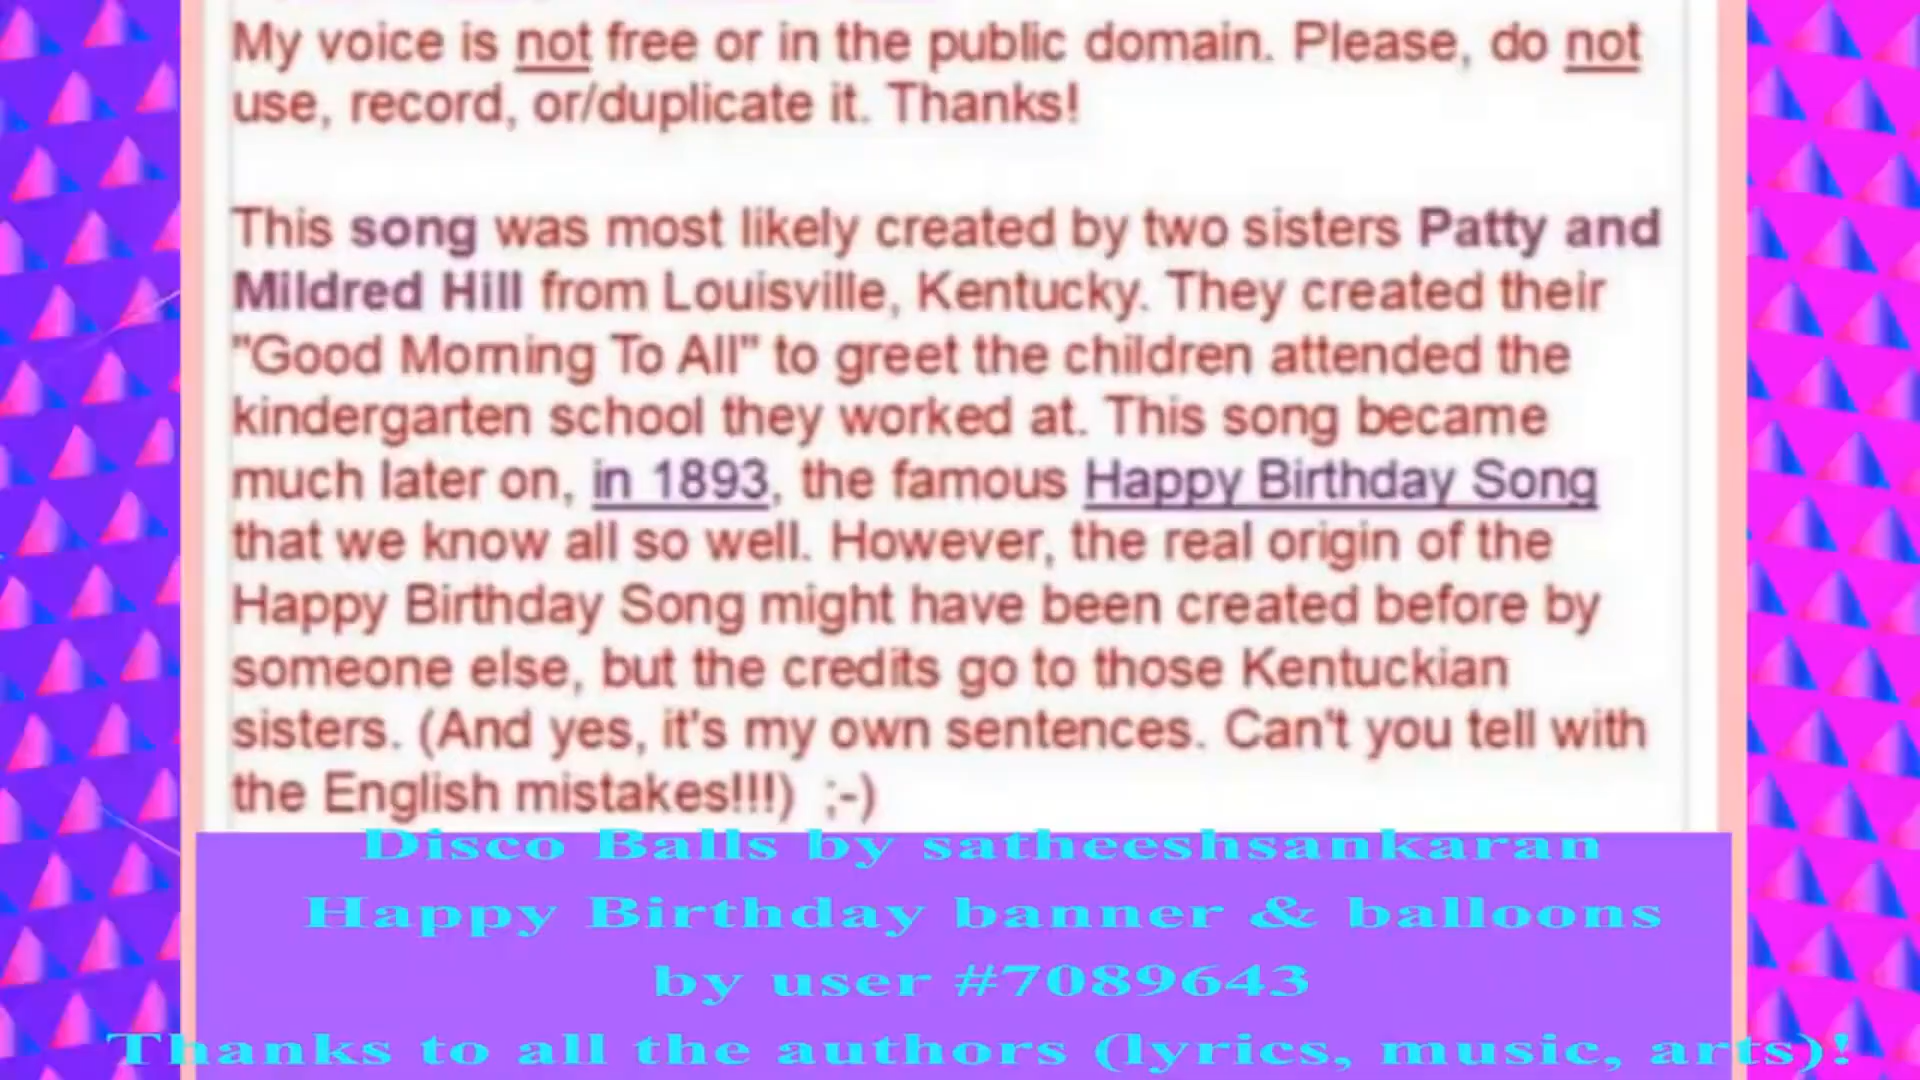 My voice is not free or in the public domain. Please, do not
use, record, or/duplicate it. Thanks!
This song was most likely created by two sisters Patty and
Mildred Hill from Louisville, Kentucky. They created their
"Good Morning To All" to greet the children attended the
kindergarten school they worked at. This song became
much later on, in 1893, the famous Happy Birthday Song
that we know all so well. However, the real origin of the
Happy Birthday Song might have been created before by
someone else, but the credits go to those Kentuckian
sisters. (And yes, it's my own sentences. Can't you tell with
the English mistakes!!!) ;-)
Disco Balls by satheeshsankaran
Happy Birthday banner & balloons
by user #7089643
Thanks to all the authors (lyrics, music, arts)!